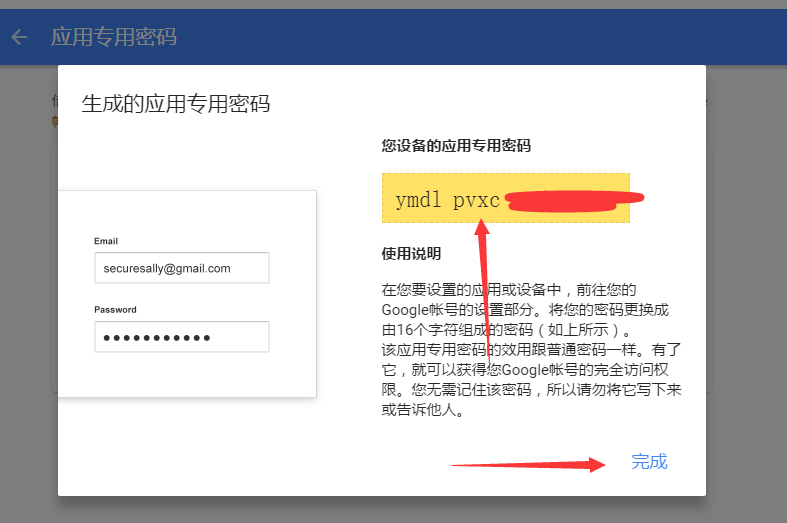 应用专用密码
生成的应用专用密码
您设备的应用专用密码
ymdl pvxc
Email
securesally@gmail.com
Password
使用说明
在您要设置的应用或设备中，前往您的
Google帐号的设置部分。将您的密码更换成
由16个字符组成的密码（如上所示）。
该应用专用密码的效用跟普通密码一样。有了
它，就可以获得您Google帐号的完全访问权
限。您无需记住该密码，所以请勿将它写下来
或告诉他人。
完成